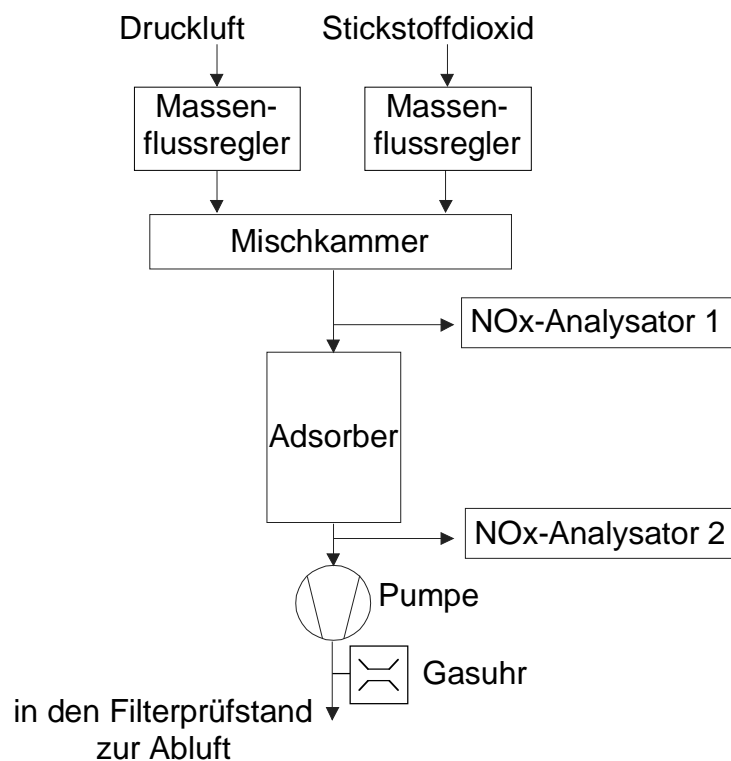 Druckluft
Stickstoffdioxid
Massen-
flussregler
Massen-
flussregler
Mischkammer
NOx-Analysator 1
Adsorber
NOx-Analysator 2
Pumpe
Gasuhr
in den Filterprüfstand
zur Abluft